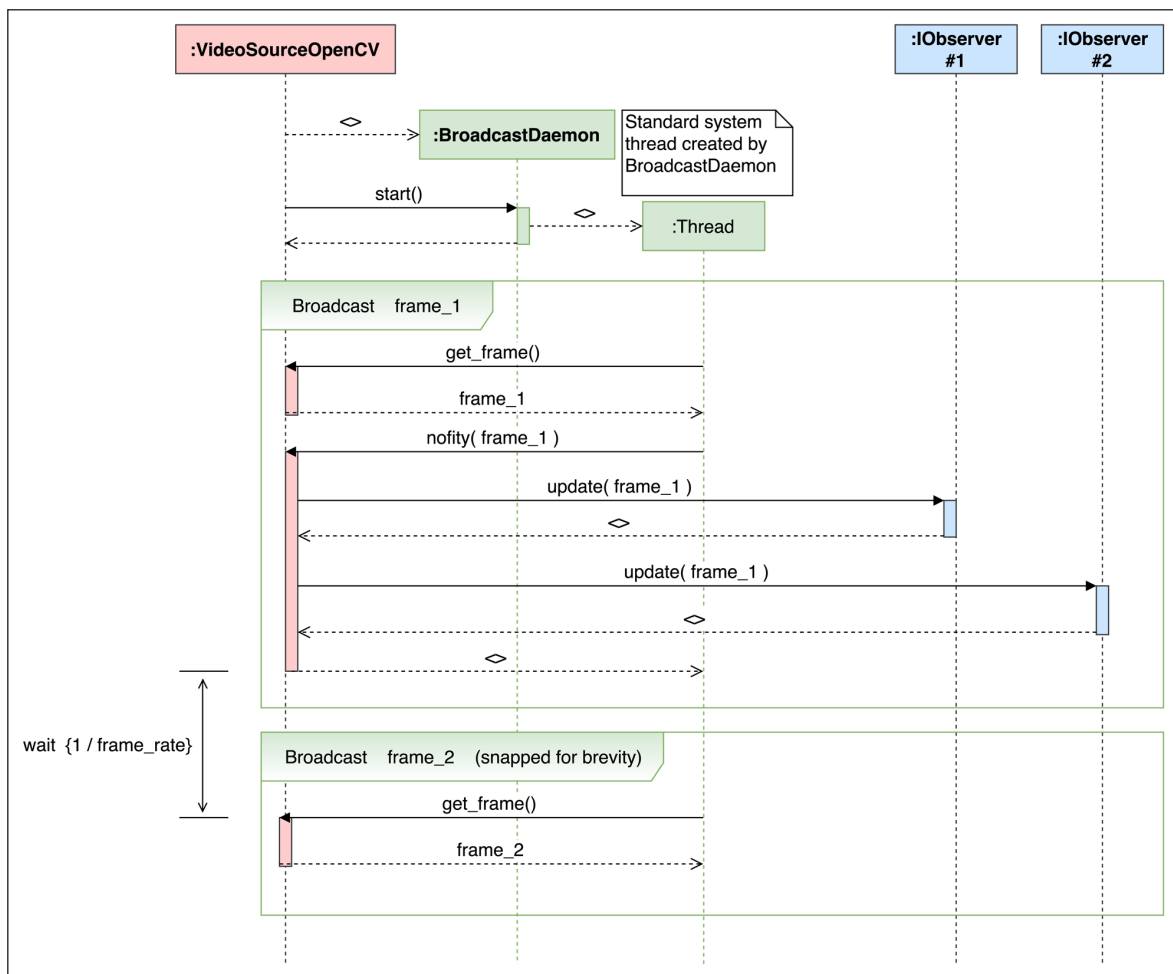 :VideoSourceOpenCV
:IObserver
#1
:IObserver
#2
<>
:BroadcastDaemon
Standard system
thread created by
BroadcastDaemon
start()
<>
:Thread
Broadcast frame_1
get_frame()
frame_1
nofity( frame_1 )
update( frame_1 )
<>
update( frame_1 )
<>
<>
wait {1 / frame_rate}
Broadcast frame_2 (snapped for brevity)
get_frame()
frame_2